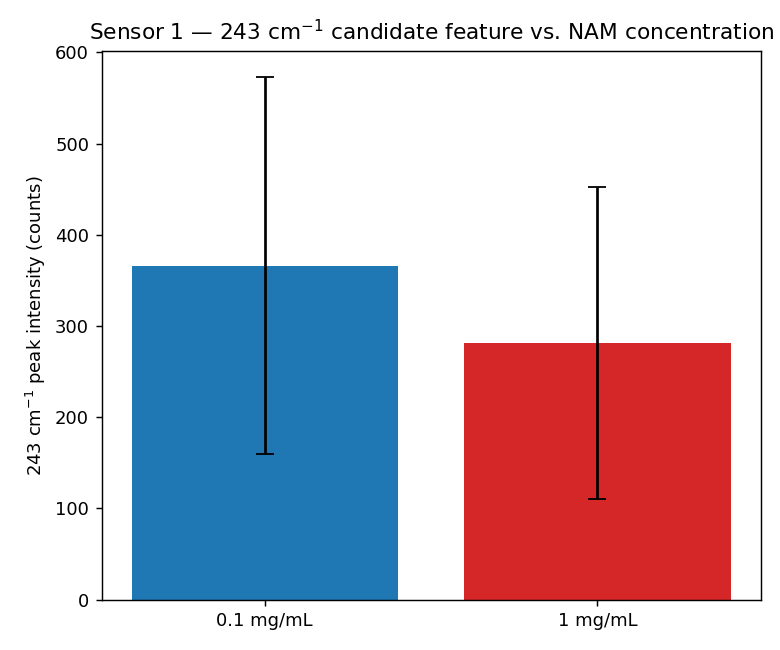 Sensor 1 — 243 cm⁻¹ candidate feature vs. NAM concentration
243 cm⁻¹ peak intensity (counts)
600
500
400
300
200
100
0
0.1 mg/mL
1 mg/mL